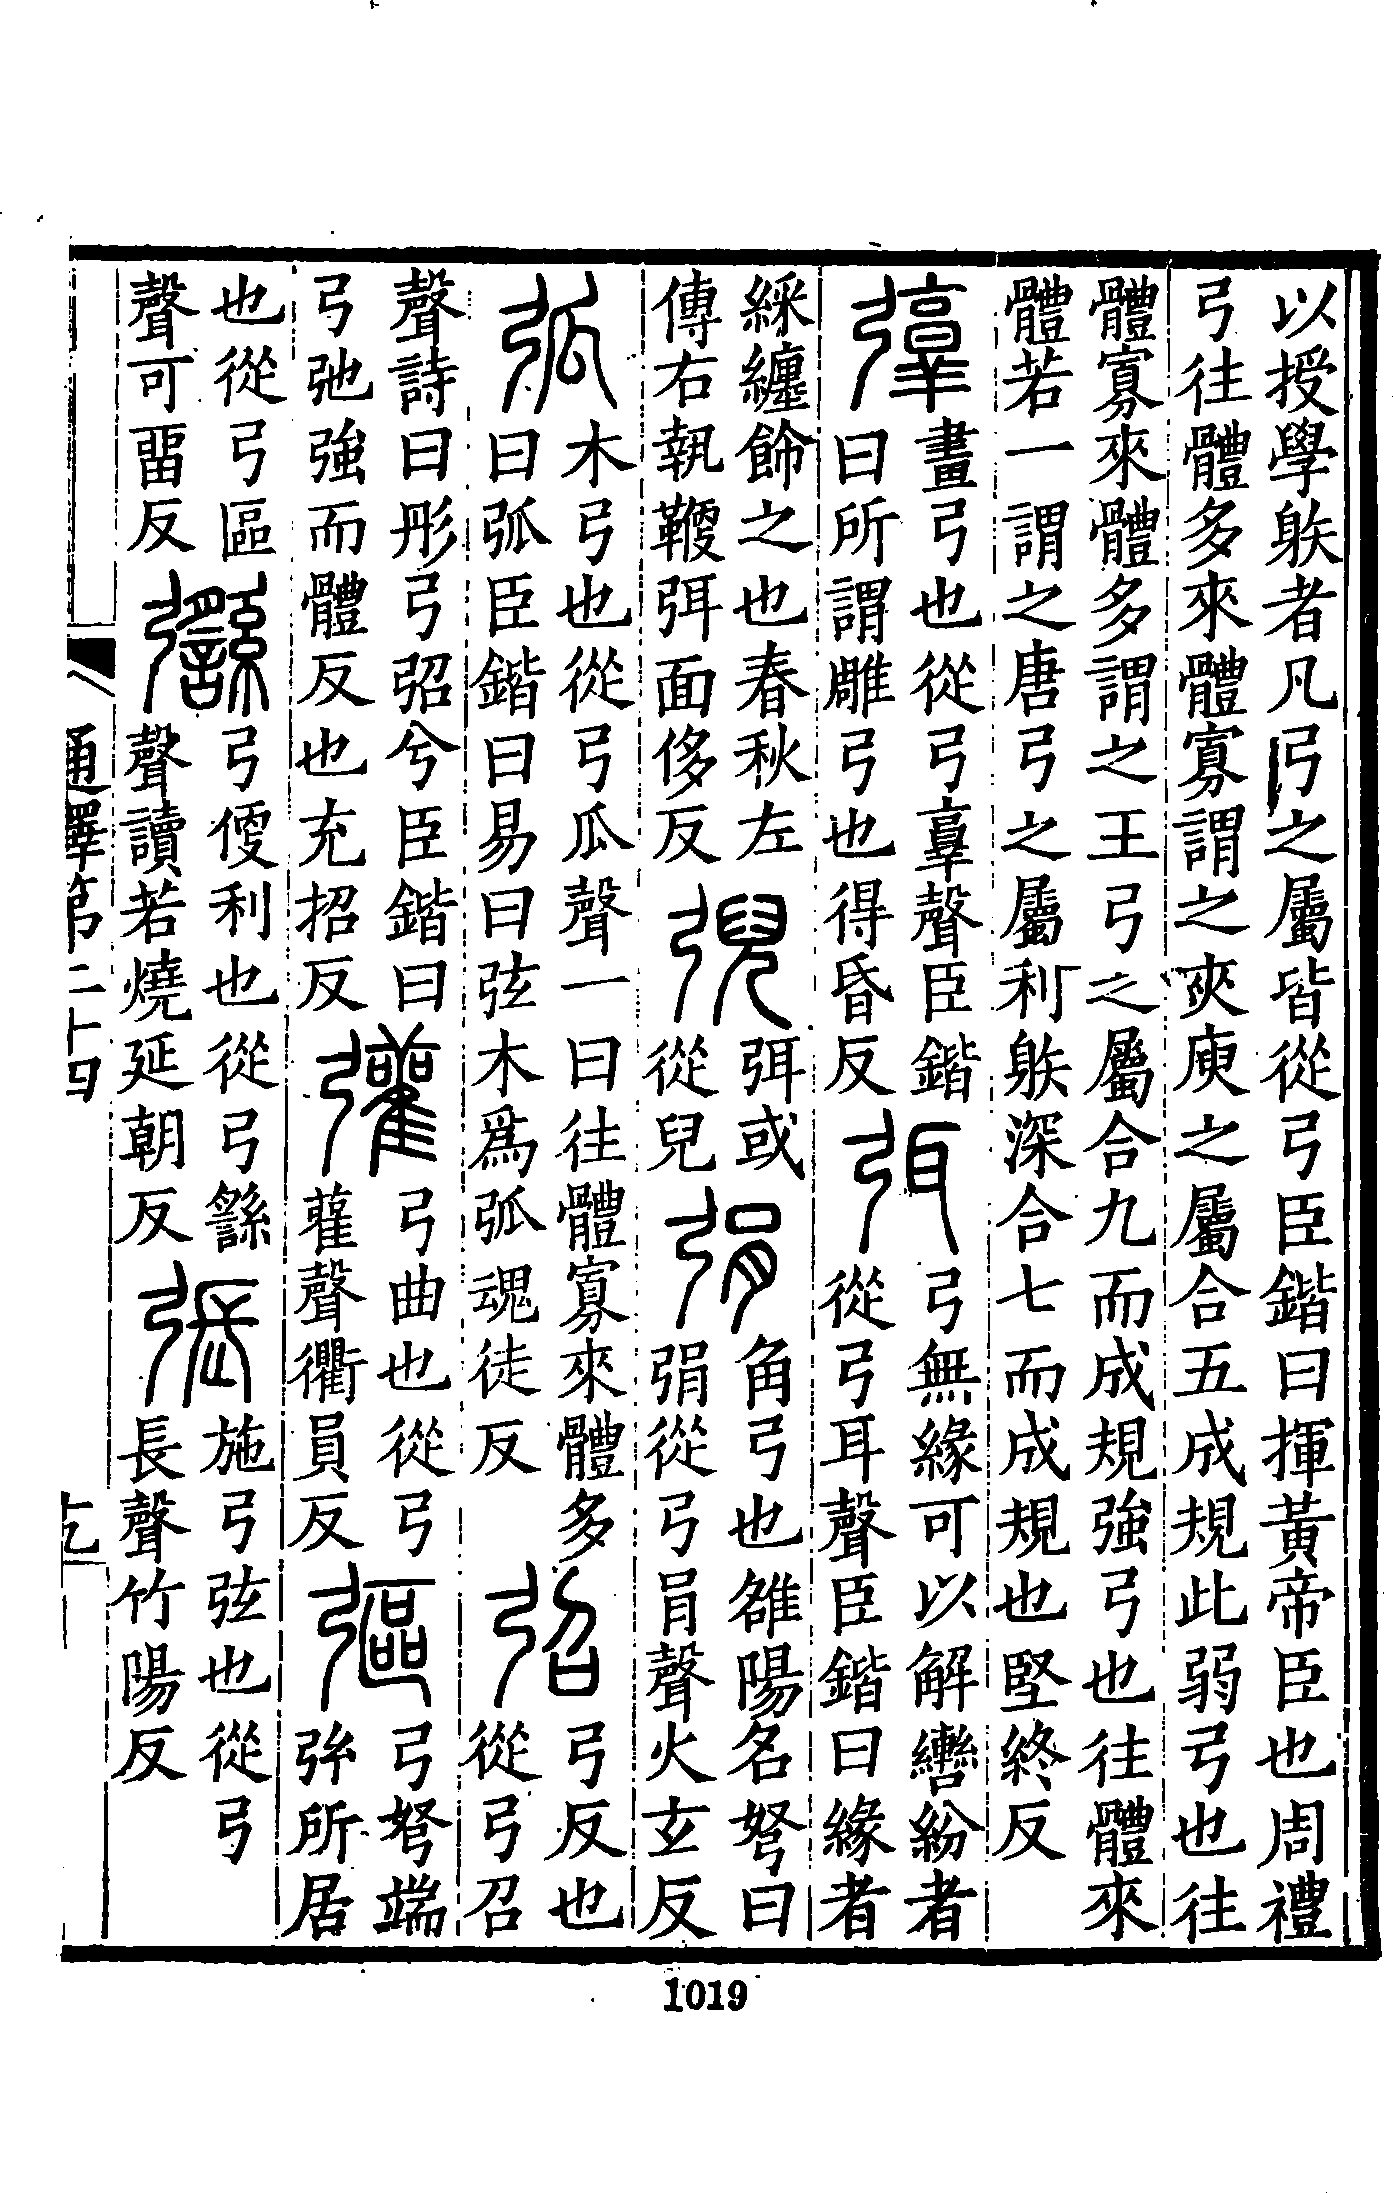 以授學䠶者凡弓之屬皆從弓臣鍇曰揮黃帝臣也周禮
弓往體多來體寡謂之夾庾之屬合五成規此弱弓也往
體寡來體多謂之王弓之屬合九而成規強弓也往體來
體若一謂之唐弓之屬利䠶深合七而成規也堅終反
弴
畫弓也從弓𦎫聲臣鍇
曰所謂雕弓也得昏反
弭
弓無緣可以解轡紛者
從弓耳聲臣鍇曰緣者
綵纏飾之也春秋左
傳右執鞭弭面侈反
弭或
從兒
弲
角弓也雒陽名弩曰
弲從弓肙聲火玄反
弧
木弓也從弓瓜聲一曰往體寡來體多
曰弧臣鍇曰易曰弦木爲弧魂徒反
弨
弓反也
從弓召
聲詩曰彤弓弨兮臣鍇曰
弓弛強而體反也充招反
𢑆
弓曲也從弓
雚聲衢員反
彄
弓弩端
弦所居
也從弓區
聲可畱反
弓便利也從弓䌛
聲讀若燒延朝反
張
施弓弦也從弓
長聲竹陽反
通釋第二十四
十七
1019